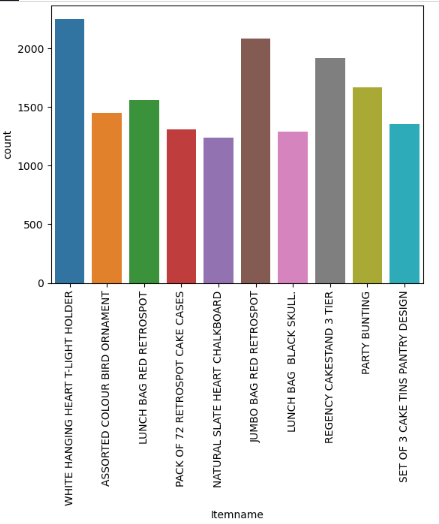 2000
1500
1000
500
0
count
WHITE HANGING HEART T-LIGHT HOLDER
ASSORTED COLOUR BIRD ORNAMENT
LUNCH BAG RED RETROSPOT
PACK OF 72 RETROSPOT CAKE CASES
NATURAL SLATE HEART CHALKBOARD
JUMBO BAG RED RETROSPOT
LUNCH BAG  BLACK SKULL.
REGENCY CAKESTAND 3 TIER
PARTY BUNTING
SET OF 3 CAKE TINS PANTRY DESIGN
Itemname